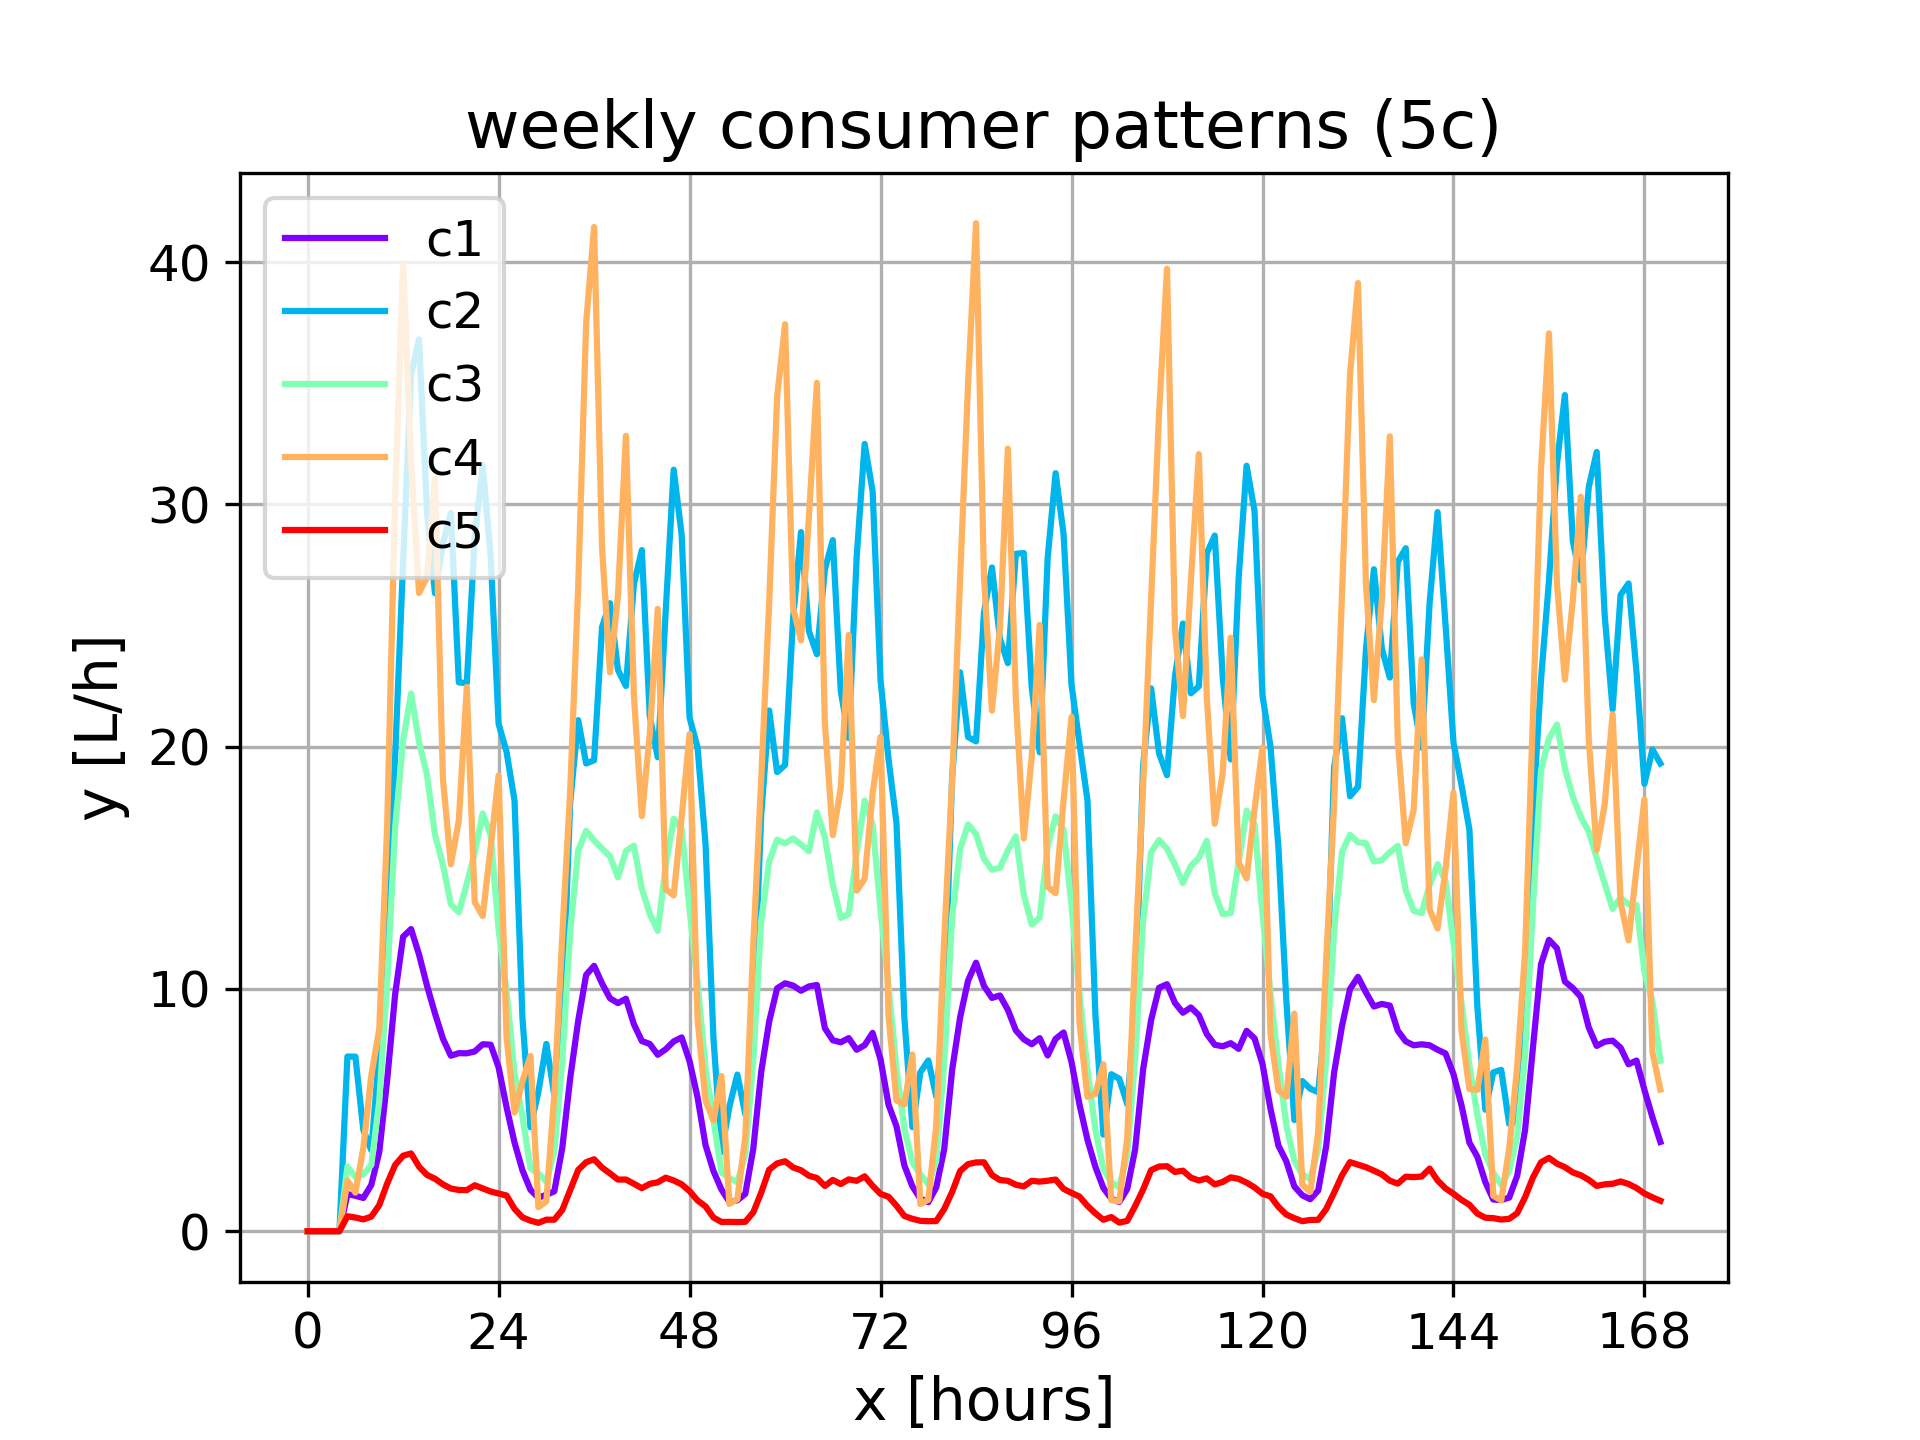 weekly consumer patterns (5c)
c1
c2
c3
c4
c5
y [L/h]
40
30
20
10
0
0 24 48 72 96 120 144 168
x [hours]